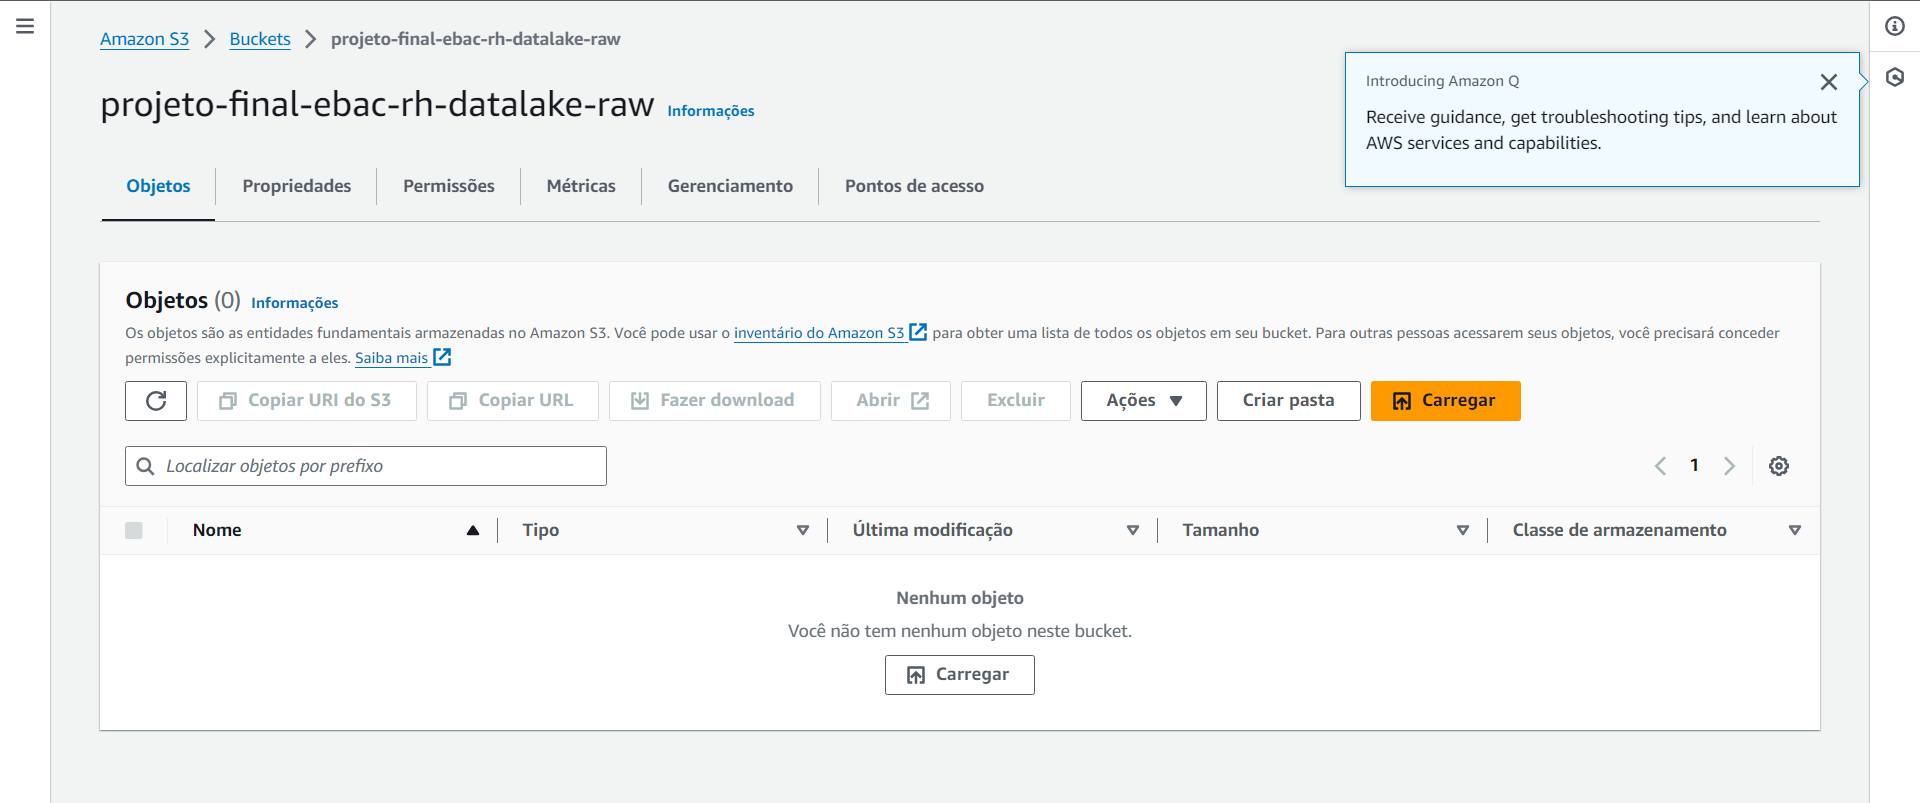 Amazon S3 > Buckets > projeto-final-ebac-rh-datalake-raw
projeto-final-ebac-rh-datalake-raw Informações
Introducing Amazon Q
Receive guidance, get troubleshooting tips, and learn about
AWS services and capabilities.
Objetos Propriedades Permissões Métricas Gerenciamento Pontos de acesso
Objetos (0) Informações
Os objetos são as entidades fundamentais armazenadas no Amazon S3. Você pode usar o inventário do Amazon S3 para obter uma lista de todos os objetos em seu bucket. Para outras pessoas acessarem seus objetos, você precisará conceder
permissões explicitamente a eles. Saiba mais
Copiar URI do S3 Copiar URL Fazer download Abrir Excluir Ações Criar pasta Carregar
Localizar objetos por prefixo
1
Nome Tipo Última modificação Tamanho Classe de armazenamento
Nenhum objeto
Você não tem nenhum objeto neste bucket.
Carregar